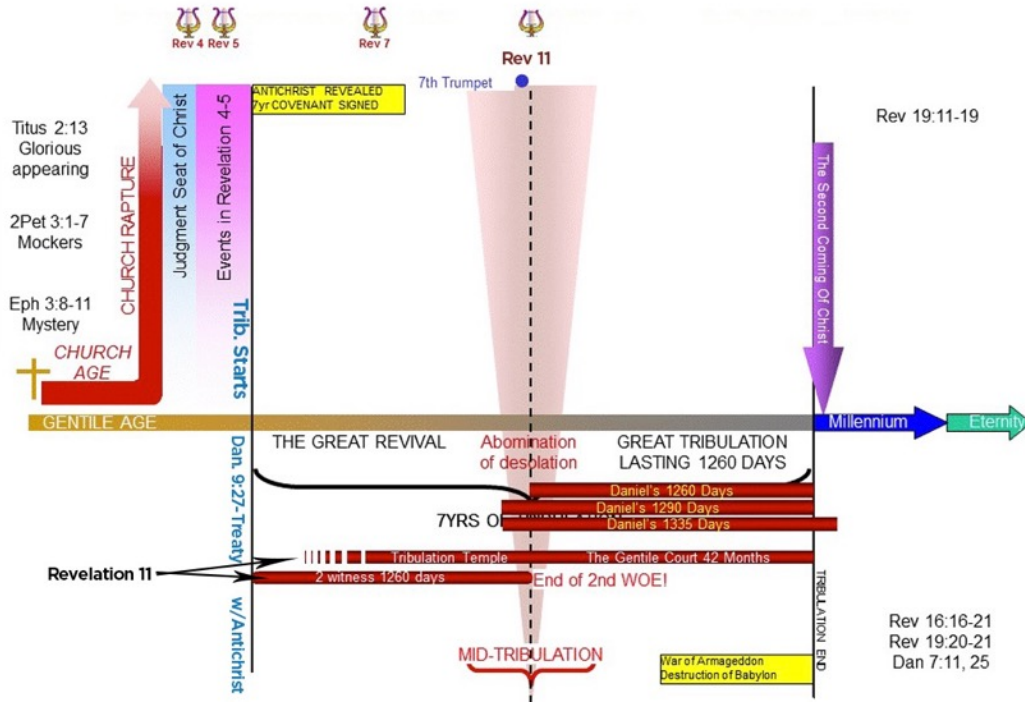 Rev 4
Rev 5
Rev 7
Rev 11
7th Trumpet
ANTICHRIST REVEALED
7yr COVENANT SIGNED
Titus 2:13
Glorious
appearing
2Pet 3:1-7
Mockers
Eph 3:8-11
Mystery
CHURCH RAPTURE
Judgment Seat of Christ
Events in Revelation 4-5
Rev 19:11-19
The Second Coming Of Christ
CHURCH
AGE
Trib. Starts
GENTILE AGE
Millennium
Eternity
THE GREAT REVIVAL
Abomination
of desolation
GREAT TRIBULATION
LASTING 1260 DAYS
Dan. 9:27-Treaty w/Antichrist
Daniel's 1260 Days
Daniel's 1290 Days
7YRS OF
Daniel's 1335 Days
Tribulation Temple
The Gentile Court 42 Months
Revelation 11
2 witness 1260 days
End of 2nd WOE!
TRIBULATION END
MID-TRIBULATION
War of Armageddon
Destruction of Babylon
Rev 16:16-21
Rev 19:20-21
Dan 7:11, 25